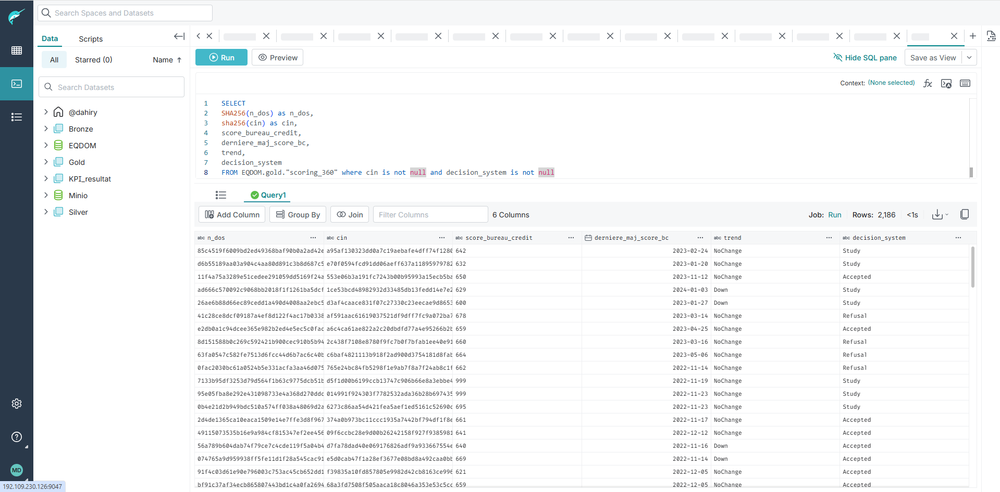 Search Spaces and Datasets
Data
Scripts
All
Starred (0)
Name
Search Datasets
@dahiry
Bronze
EQDOM
Gold
KPI_resultat
Minio
Silver
Run
Preview
Hide SQL pane
Save as View
Context: (None selected)
1 SELECT
2 SHA256(n_dos) as n_dos,
3 sha256(cin) as cin,
4 score_bureau_credit,
5 derniere_maj_score_bc,
6 trend,
7 decision_system
8 FROM EQDOM.gold."scoring_360" where cin is not null and decision_system is not null
Query1
Add Column
Group By
Join
Filter Columns
6 Columns
Job: Run
Rows: 2,186
<1s
abc n_dos ... abc cin ... abc score_bureau_credit ... derniere_maj_score_bc ... abc trend ... abc decision_system ...
85c4519f6009bd2ed49368baf90b0a2ad42e a95af130323dd0a7c19aebafe4dff74f1280 642 2023-02-24 NoChange Study
d6b55189aa03a904c4aa80d891c3b8d687c5 e70f0594fcd91dd06aeff637a11895979782 632 2023-01-20 NoChange Study
11f4a75a3289e51cedee291059dd5169f24a 553e06b3a191fc7243b00b95993a15ecb5ba 650 2023-11-12 NoChange Accepted
ad666c570092c9068bb2018f1f1261ba5dcf 1ce53bcd48982932d33485db13fedd14e7e2 629 2024-01-03 Down Study
26ae6b88d66ec89cedd1a490d4008aa2ebc5 d3af4caace831f07c27330c23eecae9d8653 600 2023-01-27 Down Study
41c28ce8dcf09187a4ef8d122f4ac17b0338 af591aac61619037521df9dff7fc9a072ba7 678 2023-03-14 NoChange Refusal
e2db0a1c94dcee365e982b2ed4e5ec5c0fac a6c4ca61ae822a2c20dbdfd77a4e95266b2b 659 2023-04-25 NoChange Accepted
8d151588b0c269c592421b900cec910b5b94 2c438f7108e8780f9fc7b0f7bfab1ee40e91 660 2023-03-16 NoChange Refusal
63fa0547c582fe7513d6fcc44d6b7ac6c40b c6baf4821113b918f2ad900d3754181d8fab 664 2023-05-06 NoChange Refusal
0fac2030bc61a0524b5e331acfa3aa46d075 765e24bc84fb5298f1e9ab7f8a7f24ab8c1f 662 2022-11-14 NoChange Refusal
7133b95df3253d79d564f1b63c9775dcb51b d5f1d00b6199ccb13747c906b66e8a3ebbe4 999 2022-11-19 NoChange Study
95e05fba8e292e431098733e4a368d270ddc 014991f924303f7782532ada36b28b697435 999 2022-11-23 NoChange Study
0b4e21d2b949bdc510a574ff038a48069d2a 6273c86aa54d421fea5aef1ed5161c52690c 695 2022-11-23 NoChange Study
2d4de1365ca10eaca1509e14e7ffe3d8f967 374a0b973bc11ccc1935a7442bf794df1f8e 661 2022-11-17 NoChange Accepted
49115073535b16e9a984cf815347ef2ee456 09f6ccbc28e9d00b26242158f927f9385981 641 2022-12-12 NoChange Accepted
56a789b604dab74f79ce7c4cde119f5a04b4 d7fa78dad40e069176826adf9a933667554e 640 2022-11-16 Down Accepted
074765a9d959938ff5fe11d1f28a545cac91 e5d0cab47f1a28ef3677e08bd8a492caa0bb 669 2022-11-14 Down Accepted
91f4c03d61e90e796003c753ac45cb652dd1 f39835a10fd857805e9982d42cb8163ce996 621 2022-12-05 NoChange Accepted
bf91c37af34ecb865807443bd1c4a0fa2694 68a3fd7508f505aaca18c8046a353e53c5cc 659 2022-12-05 NoChange Accepted
MD
192.109.230.126:9047